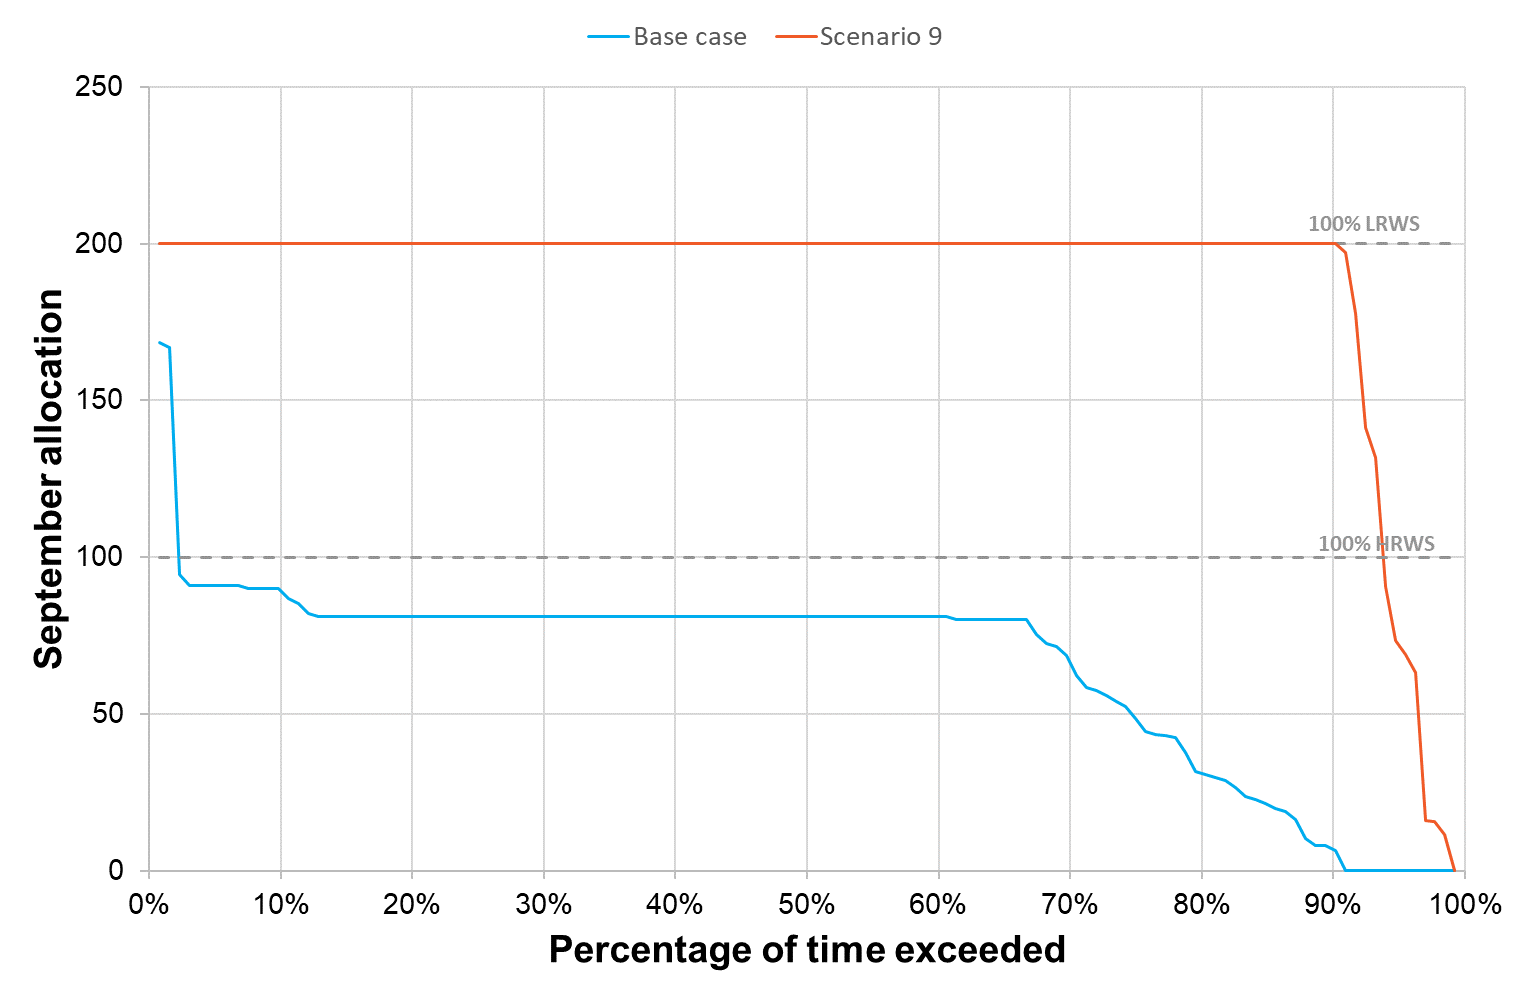 Base case Scenario 9
250
200
150
100
50
0
100% LRWS
100% HRWS
September allocation
0% 10% 20% 30% 40% 50% 60% 70% 80% 90% 100%
Percentage of time exceeded